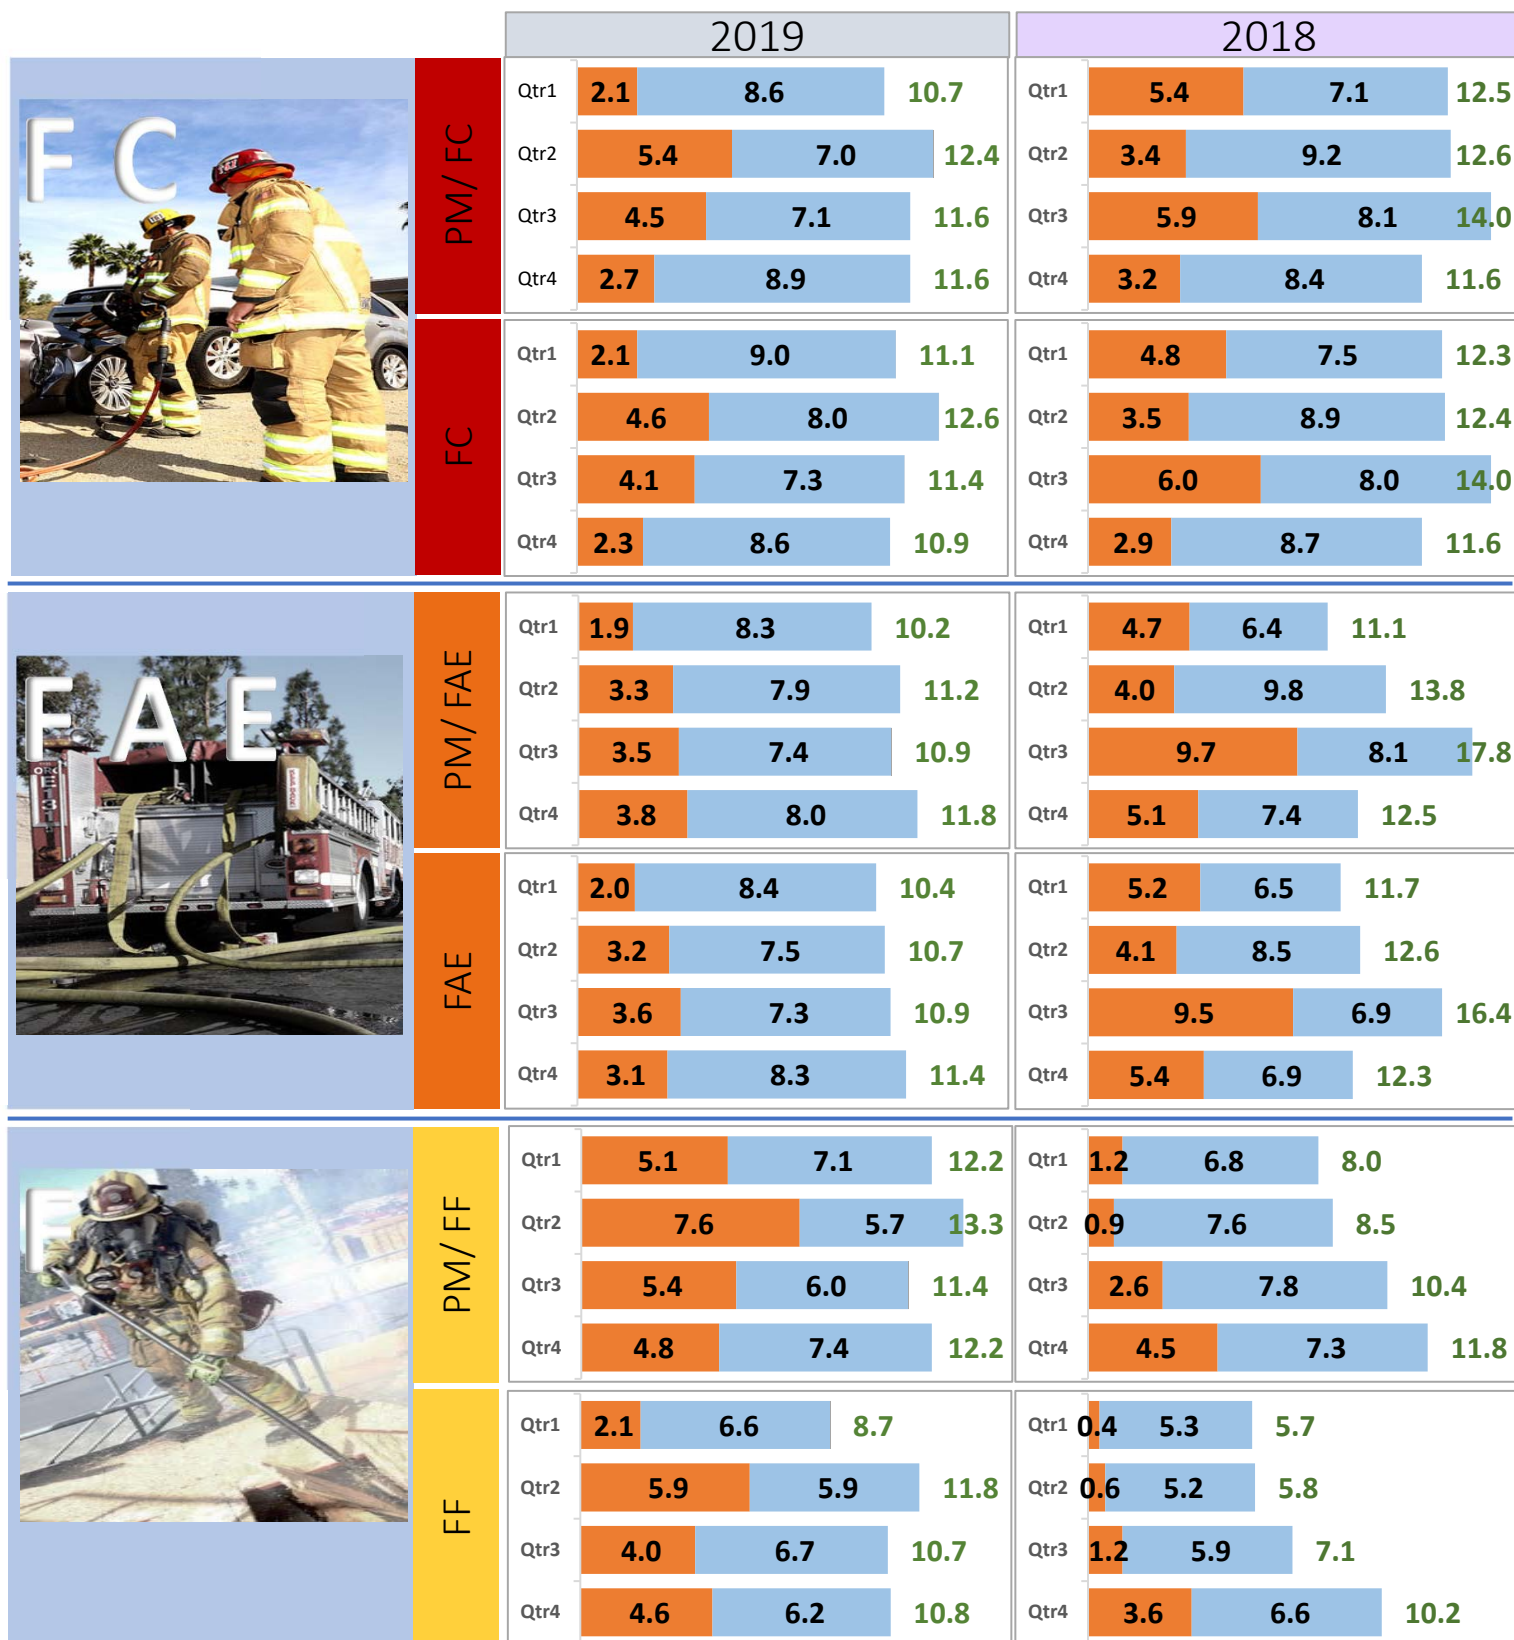 2019 2018
F C
PM/ FC
Qtr1 2.1 8.6 10.7 Qtr1 5.4 7.1 12.5
Qtr2 5.4 7.0 12.4 Qtr2 3.4 9.2 12.6
Qtr3 4.5 7.1 11.6 Qtr3 5.9 8.1 14.0
Qtr4 2.7 8.9 11.6 Qtr4 3.2 8.4 11.6
FC
Qtr1 2.1 9.0 11.1 Qtr1 4.8 7.5 12.3
Qtr2 4.6 8.0 12.6 Qtr2 3.5 8.9 12.4
Qtr3 4.1 7.3 11.4 Qtr3 6.0 8.0 14.0
Qtr4 2.3 8.6 10.9 Qtr4 2.9 8.7 11.6
F A E
PM/ FAE
Qtr1 1.9 8.3 10.2 Qtr1 4.7 6.4 11.1
Qtr2 3.3 7.9 11.2 Qtr2 4.0 9.8 13.8
Qtr3 3.5 7.4 10.9 Qtr3 9.7 8.1 17.8
Qtr4 3.8 8.0 11.8 Qtr4 5.1 7.4 12.5
FAE
Qtr1 2.0 8.4 10.4 Qtr1 5.2 6.5 11.7
Qtr2 3.2 7.5 10.7 Qtr2 4.1 8.5 12.6
Qtr3 3.6 7.3 10.9 Qtr3 9.5 6.9 16.4
Qtr4 3.1 8.3 11.4 Qtr4 5.4 6.9 12.3
F
PM/ FF
Qtr1 5.1 7.1 12.2 Qtr1 1.2 6.8 8.0
Qtr2 7.6 5.7 13.3 Qtr2 0.9 7.6 8.5
Qtr3 5.4 6.0 11.4 Qtr3 2.6 7.8 10.4
Qtr4 4.8 7.4 12.2 Qtr4 4.5 7.3 11.8
FF
Qtr1 2.1 6.6 8.7 Qtr1 0.4 5.3 5.7
Qtr2 5.9 5.9 11.8 Qtr2 0.6 5.2 5.8
Qtr3 4.0 6.7 10.7 Qtr3 1.2 5.9 7.1
Qtr4 4.6 6.2 10.8 Qtr4 3.6 6.6 10.2